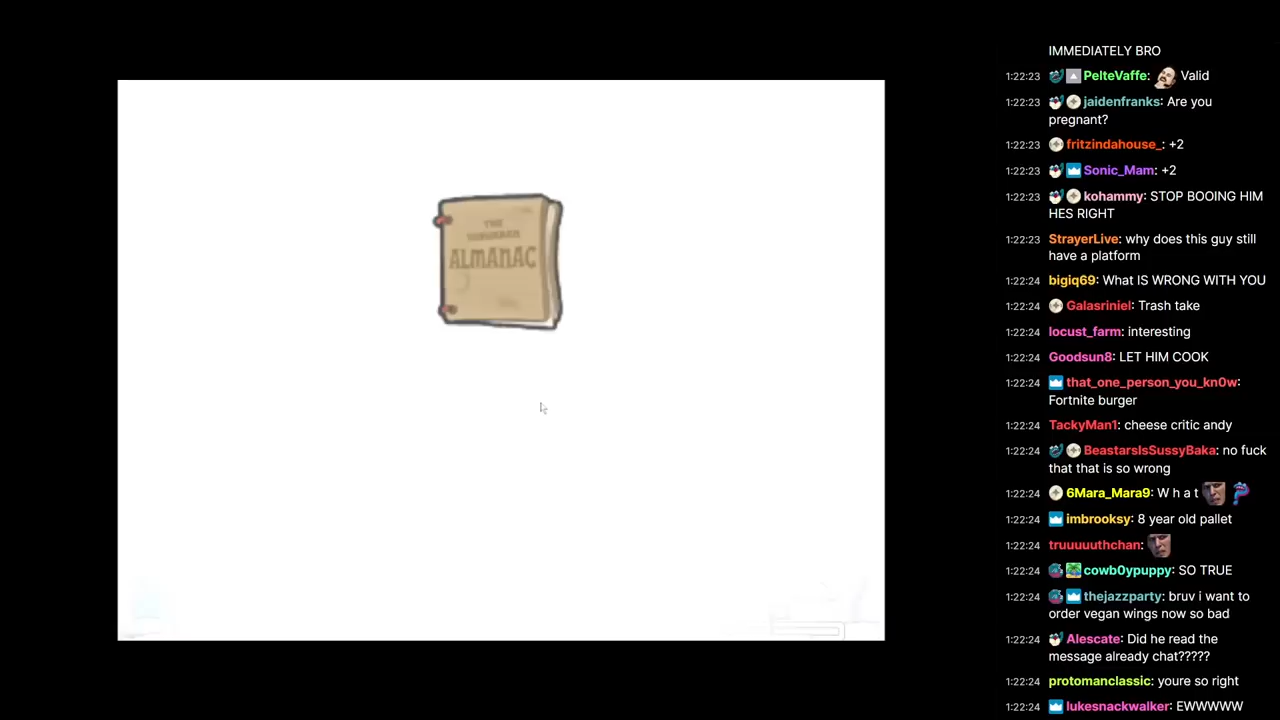 THE
SUBURBAN
ALMANAC
IMMEDIATELY BRO
1:22:23 PelteVaffe: Valid
1:22:23 jaidenfranks: Are you
pregnant?
1:22:23 fritzindahouse_: +2
1:22:23 Sonic_Mam: +2
1:22:23 kohammy: STOP BOOING HIM
HES RIGHT
1:22:23 StrayerLive: why does this guy still
have a platform
1:22:24 bigiq69: What IS WRONG WITH YOU
1:22:24 Galasriniel: Trash take
1:22:24 locust_farm: interesting
1:22:24 Goodsun8: LET HIM COOK
1:22:24 that_one_person_you_kn0w:
Fortnite burger
1:22:24 TackyMan1: cheese critic andy
1:22:24 BeastarsIsSussyBaka: no fuck
that that is so wrong
1:22:24 6Mara_Mara9: W h a t
1:22:24 imbrooksy: 8 year old pallet
1:22:24 truuuuuthchan:
1:22:24 cowb0ypuppy: SO TRUE
1:22:24 thejazzparty: bruv i want to
order vegan wings now so bad
1:22:24 Alescate: Did he read the
message already chat?????
1:22:24 protomanclassic: youre so right
1:22:24 lukesnackwalker: EWWWWW